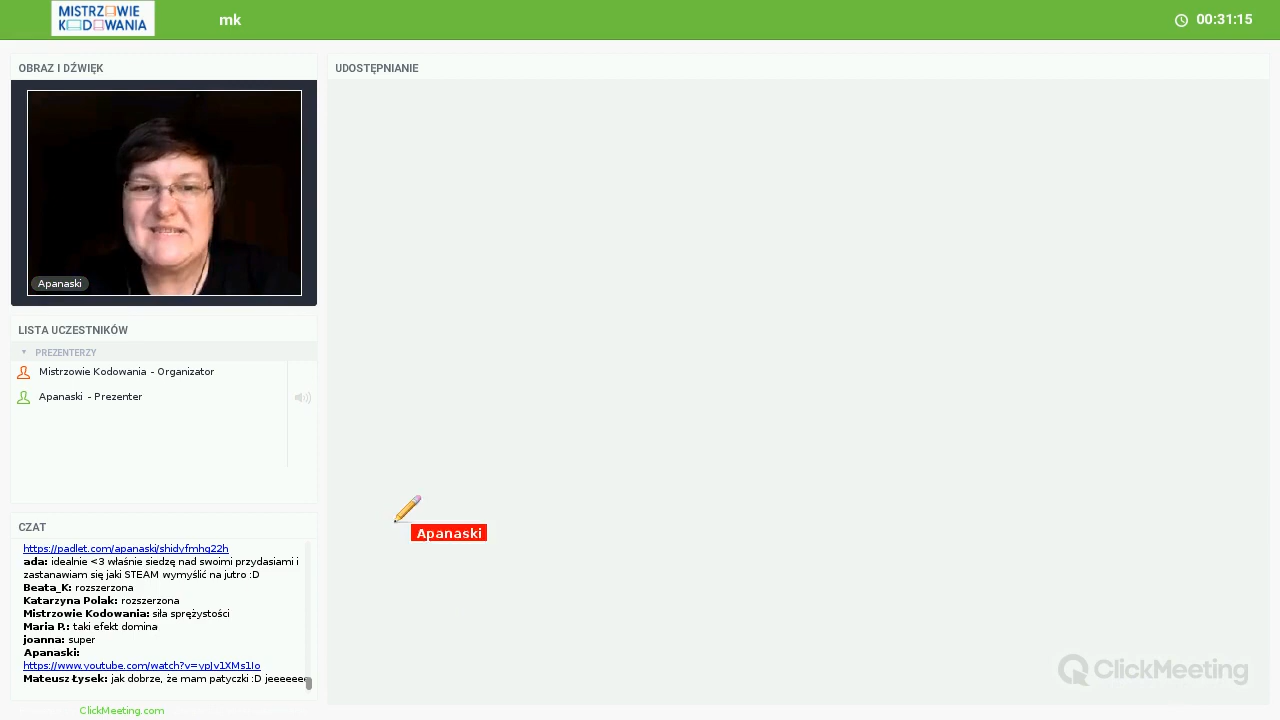 MISTRZOWIE
KODOWANIA
mk
00:31:15
OBRAZ I DŹWIĘK
Apanaski
LISTA UCZESTNIKÓW
PREZENTERZY
Mistrzowie Kodowania - Organizator
Apanaski - Prezenter
CZAT
https://padlet.com/apanaski/shidyfmhg22h
ada: idealnie <3 właśnie siedzę nad swoimi przydasiami i
zastanawiam się jaki STEAM wymyślić na jutro :D
Beata_K: rozszerzona
Katarzyna Polak: rozszerzona
Mistrzowie Kodowania: siła sprężystości
Maria P.: taki efekt domina
joanna: super
Apanaski:
https://www.youtube.com/watch?v=ypJv1XMs1Io
Mateusz Łysek: jak dobrze, że mam patyczki :D jeeeeeee
ClickMeeting.com
UDOSTĘPNIANIE
Apanaski
ClickMeeting